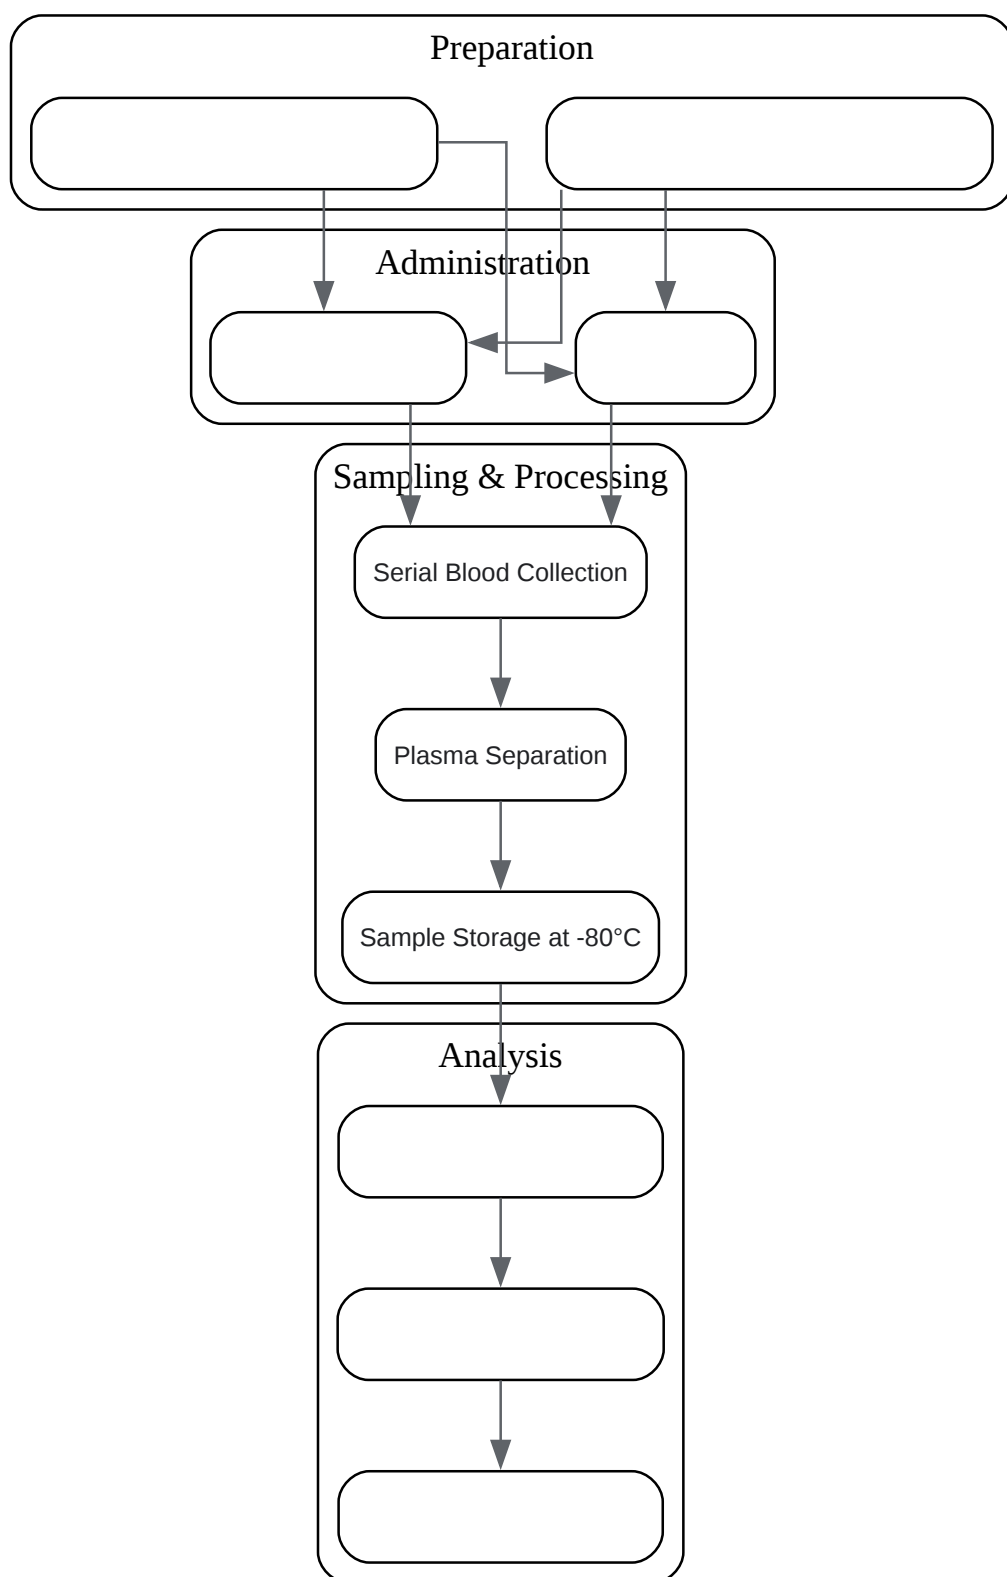 Preparation
Administration
Sampling & Processing
Serial Blood Collection
Plasma Separation
Sample Storage at -80°C
Analysis